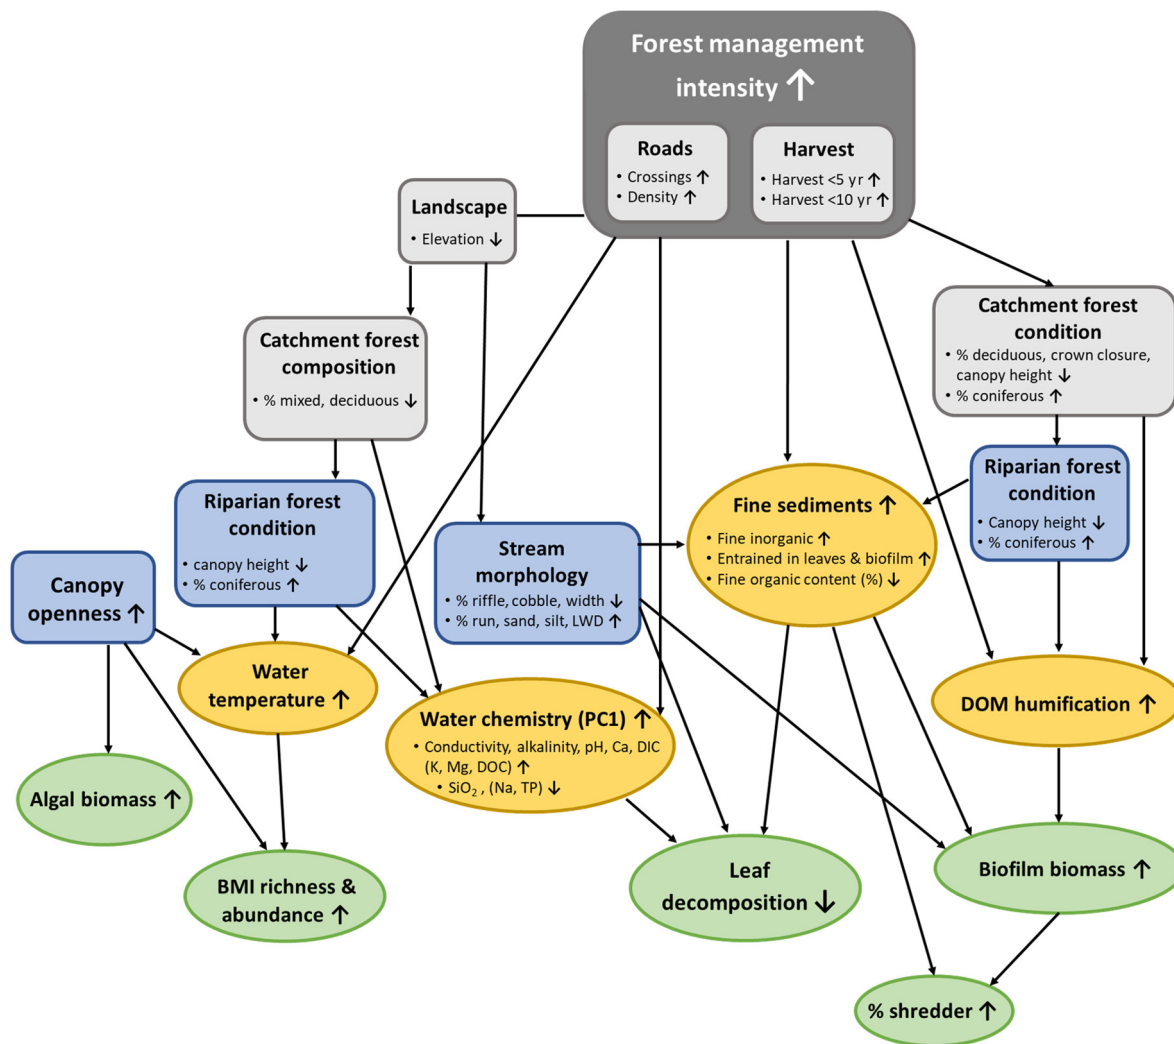 Forest management
intensity ↑
Roads
• Crossings ↑
• Density ↑
Harvest
• Harvest <5 yr ↑
• Harvest <10 yr ↑
Landscape
• Elevation ↓
Catchment forest
composition
• % mixed, deciduous ↓
Catchment forest
condition
• % deciduous, crown closure,
canopy height ↓
• % coniferous ↑
Riparian forest
condition
• canopy height ↓
• % coniferous ↑
Stream
morphology
• % riffle, cobble, width ↓
• % run, sand, silt, LWD ↑
Fine sediments ↑
• Fine inorganic ↑
• Entrained in leaves & biofilm ↑
• Fine organic content (%) ↓
Riparian forest
condition
• Canopy height ↓
• % coniferous ↑
Canopy
openness ↑
Water
temperature ↑
Water chemistry (PC1) ↑
• Conductivity, alkalinity, pH, Ca, DIC
(K, Mg, DOC) ↑
• SiO₂ , (Na, TP) ↓
DOM humification ↑
Algal biomass ↑
BMI richness &
abundance ↑
Leaf
decomposition ↓
Biofilm biomass ↑
% shredder ↑